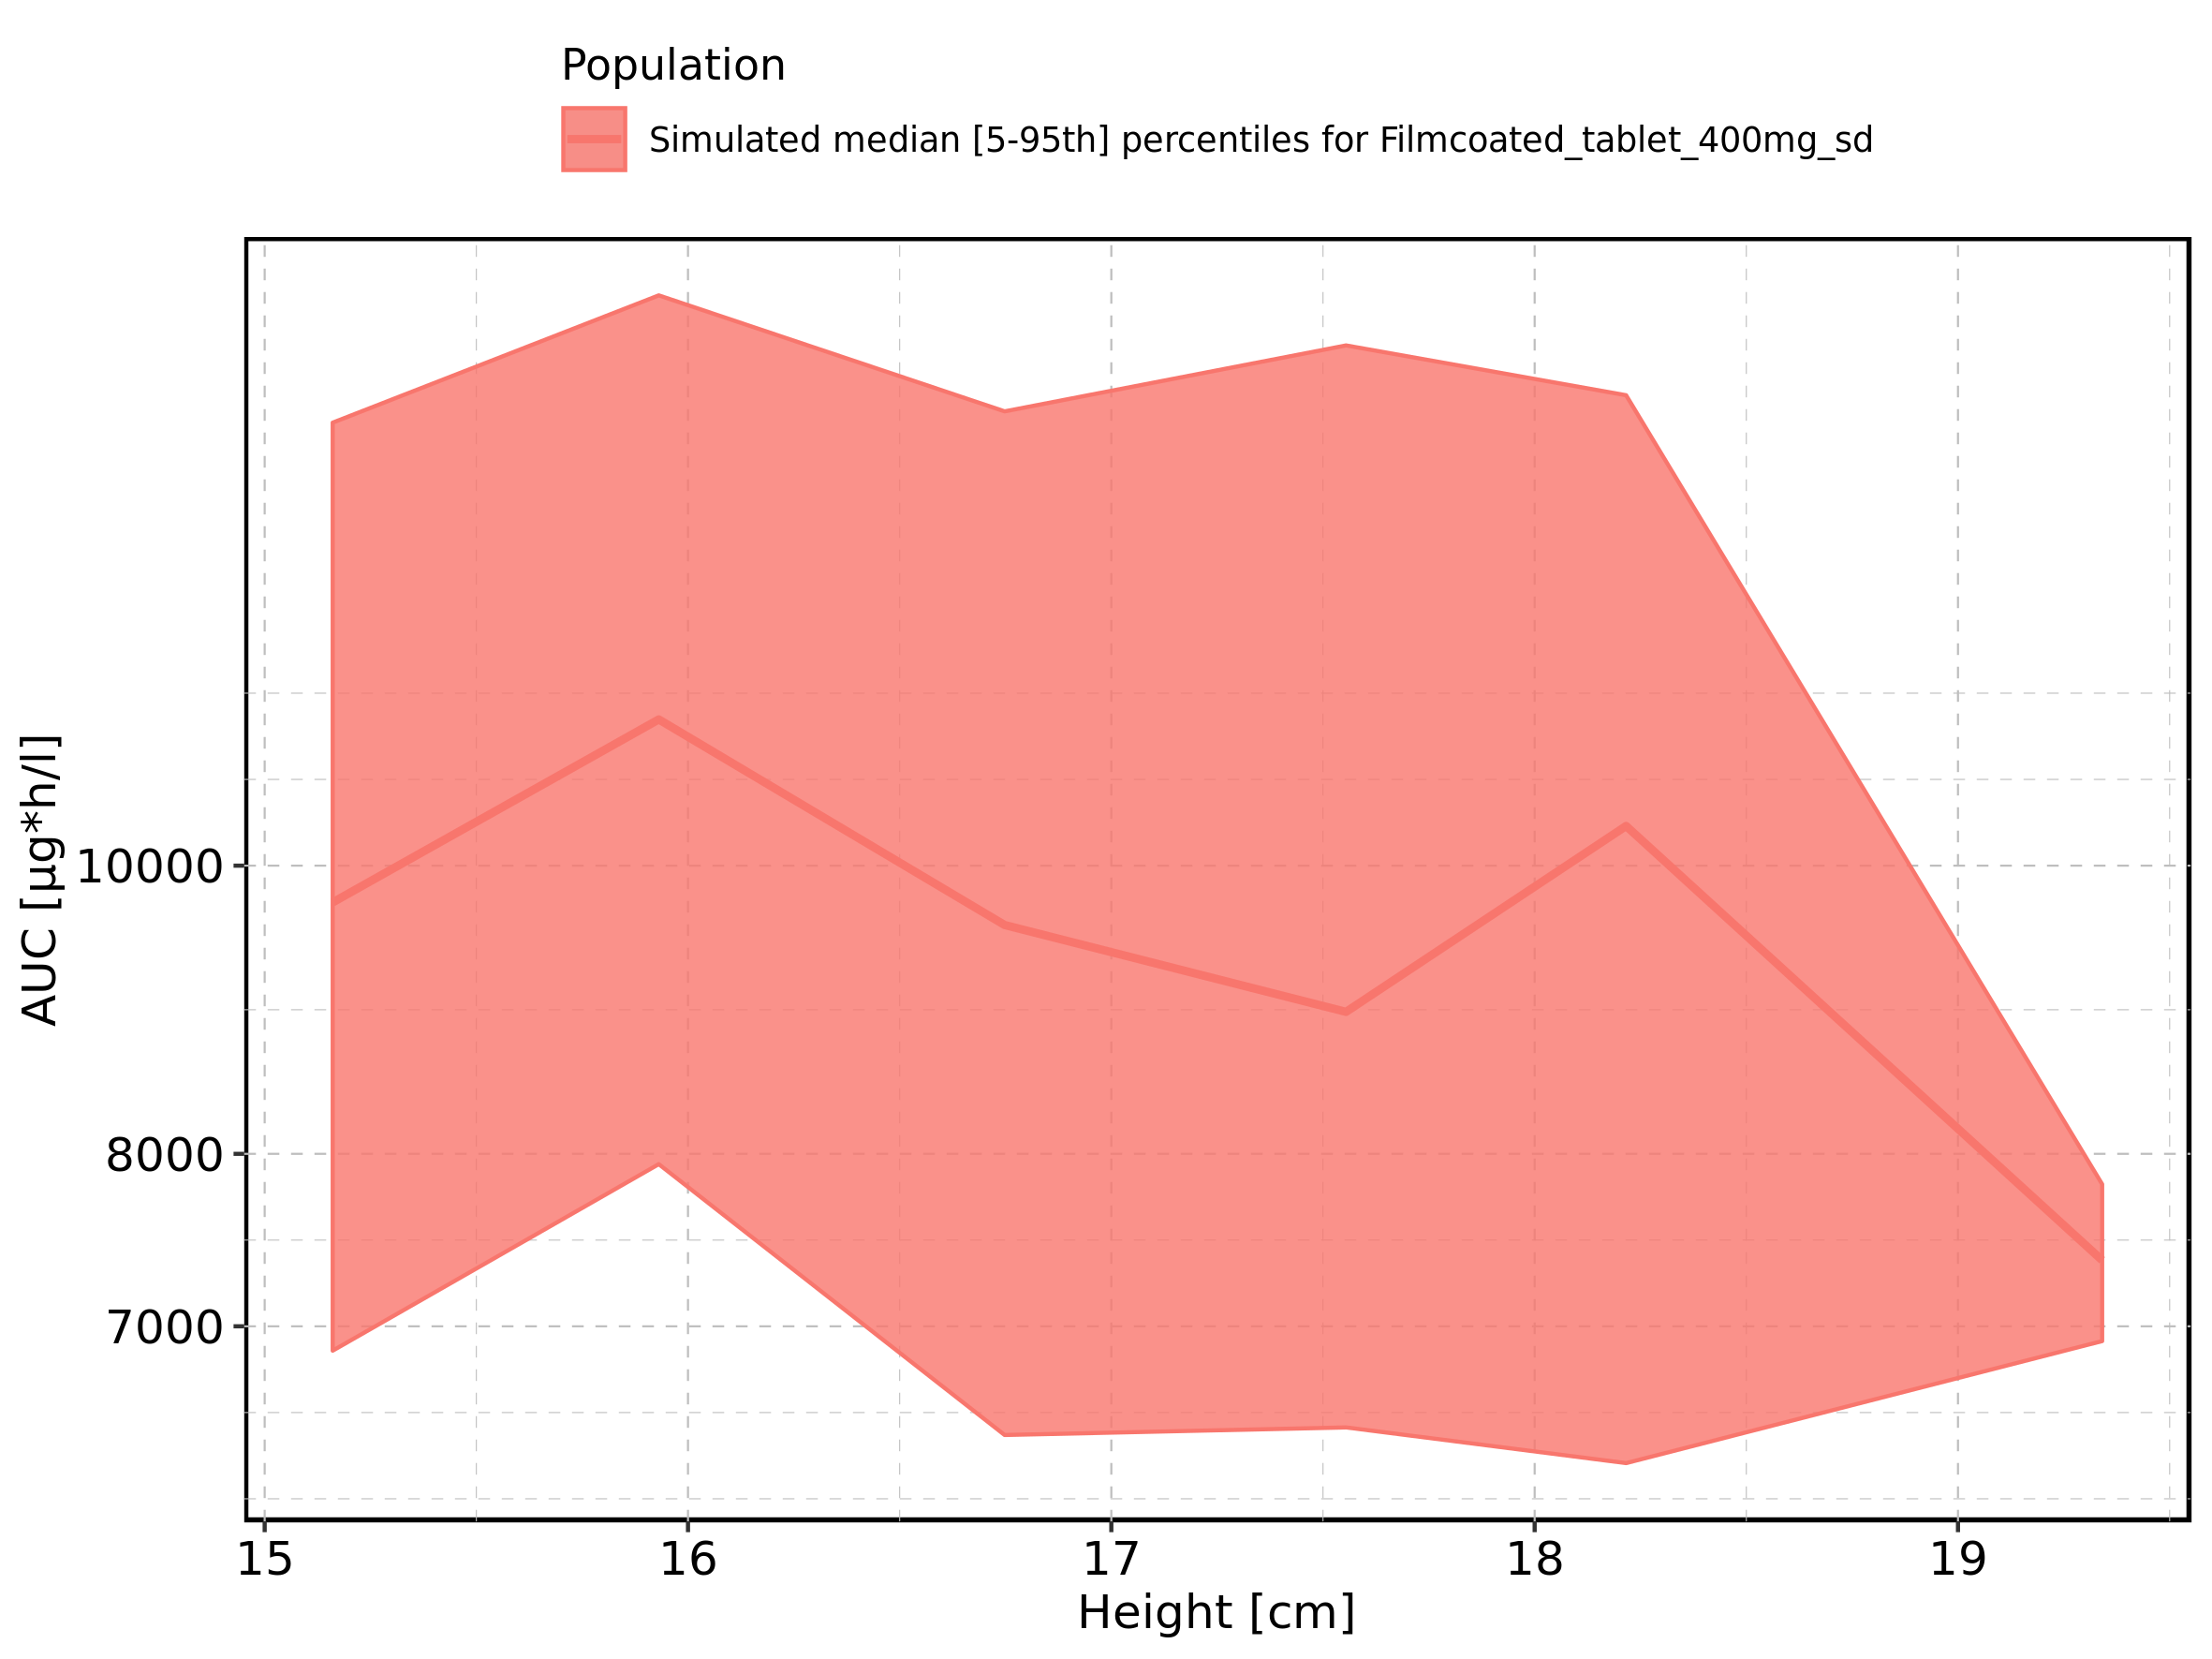 Population
Simulated median [5-95th] percentiles for Filmcoated_tablet_400mg_sd
AUC [µg*h/l]
10000
8000
7000
15 16 17 18 19
Height [cm]